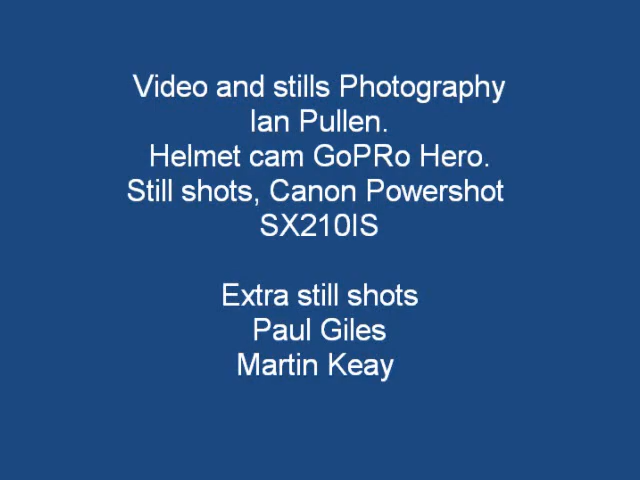 Video and stills Photography
Ian Pullen.
Helmet cam GoPRo Hero.
Still shots, Canon Powershot
SX210IS
Extra still shots
Paul Giles
Martin Keay